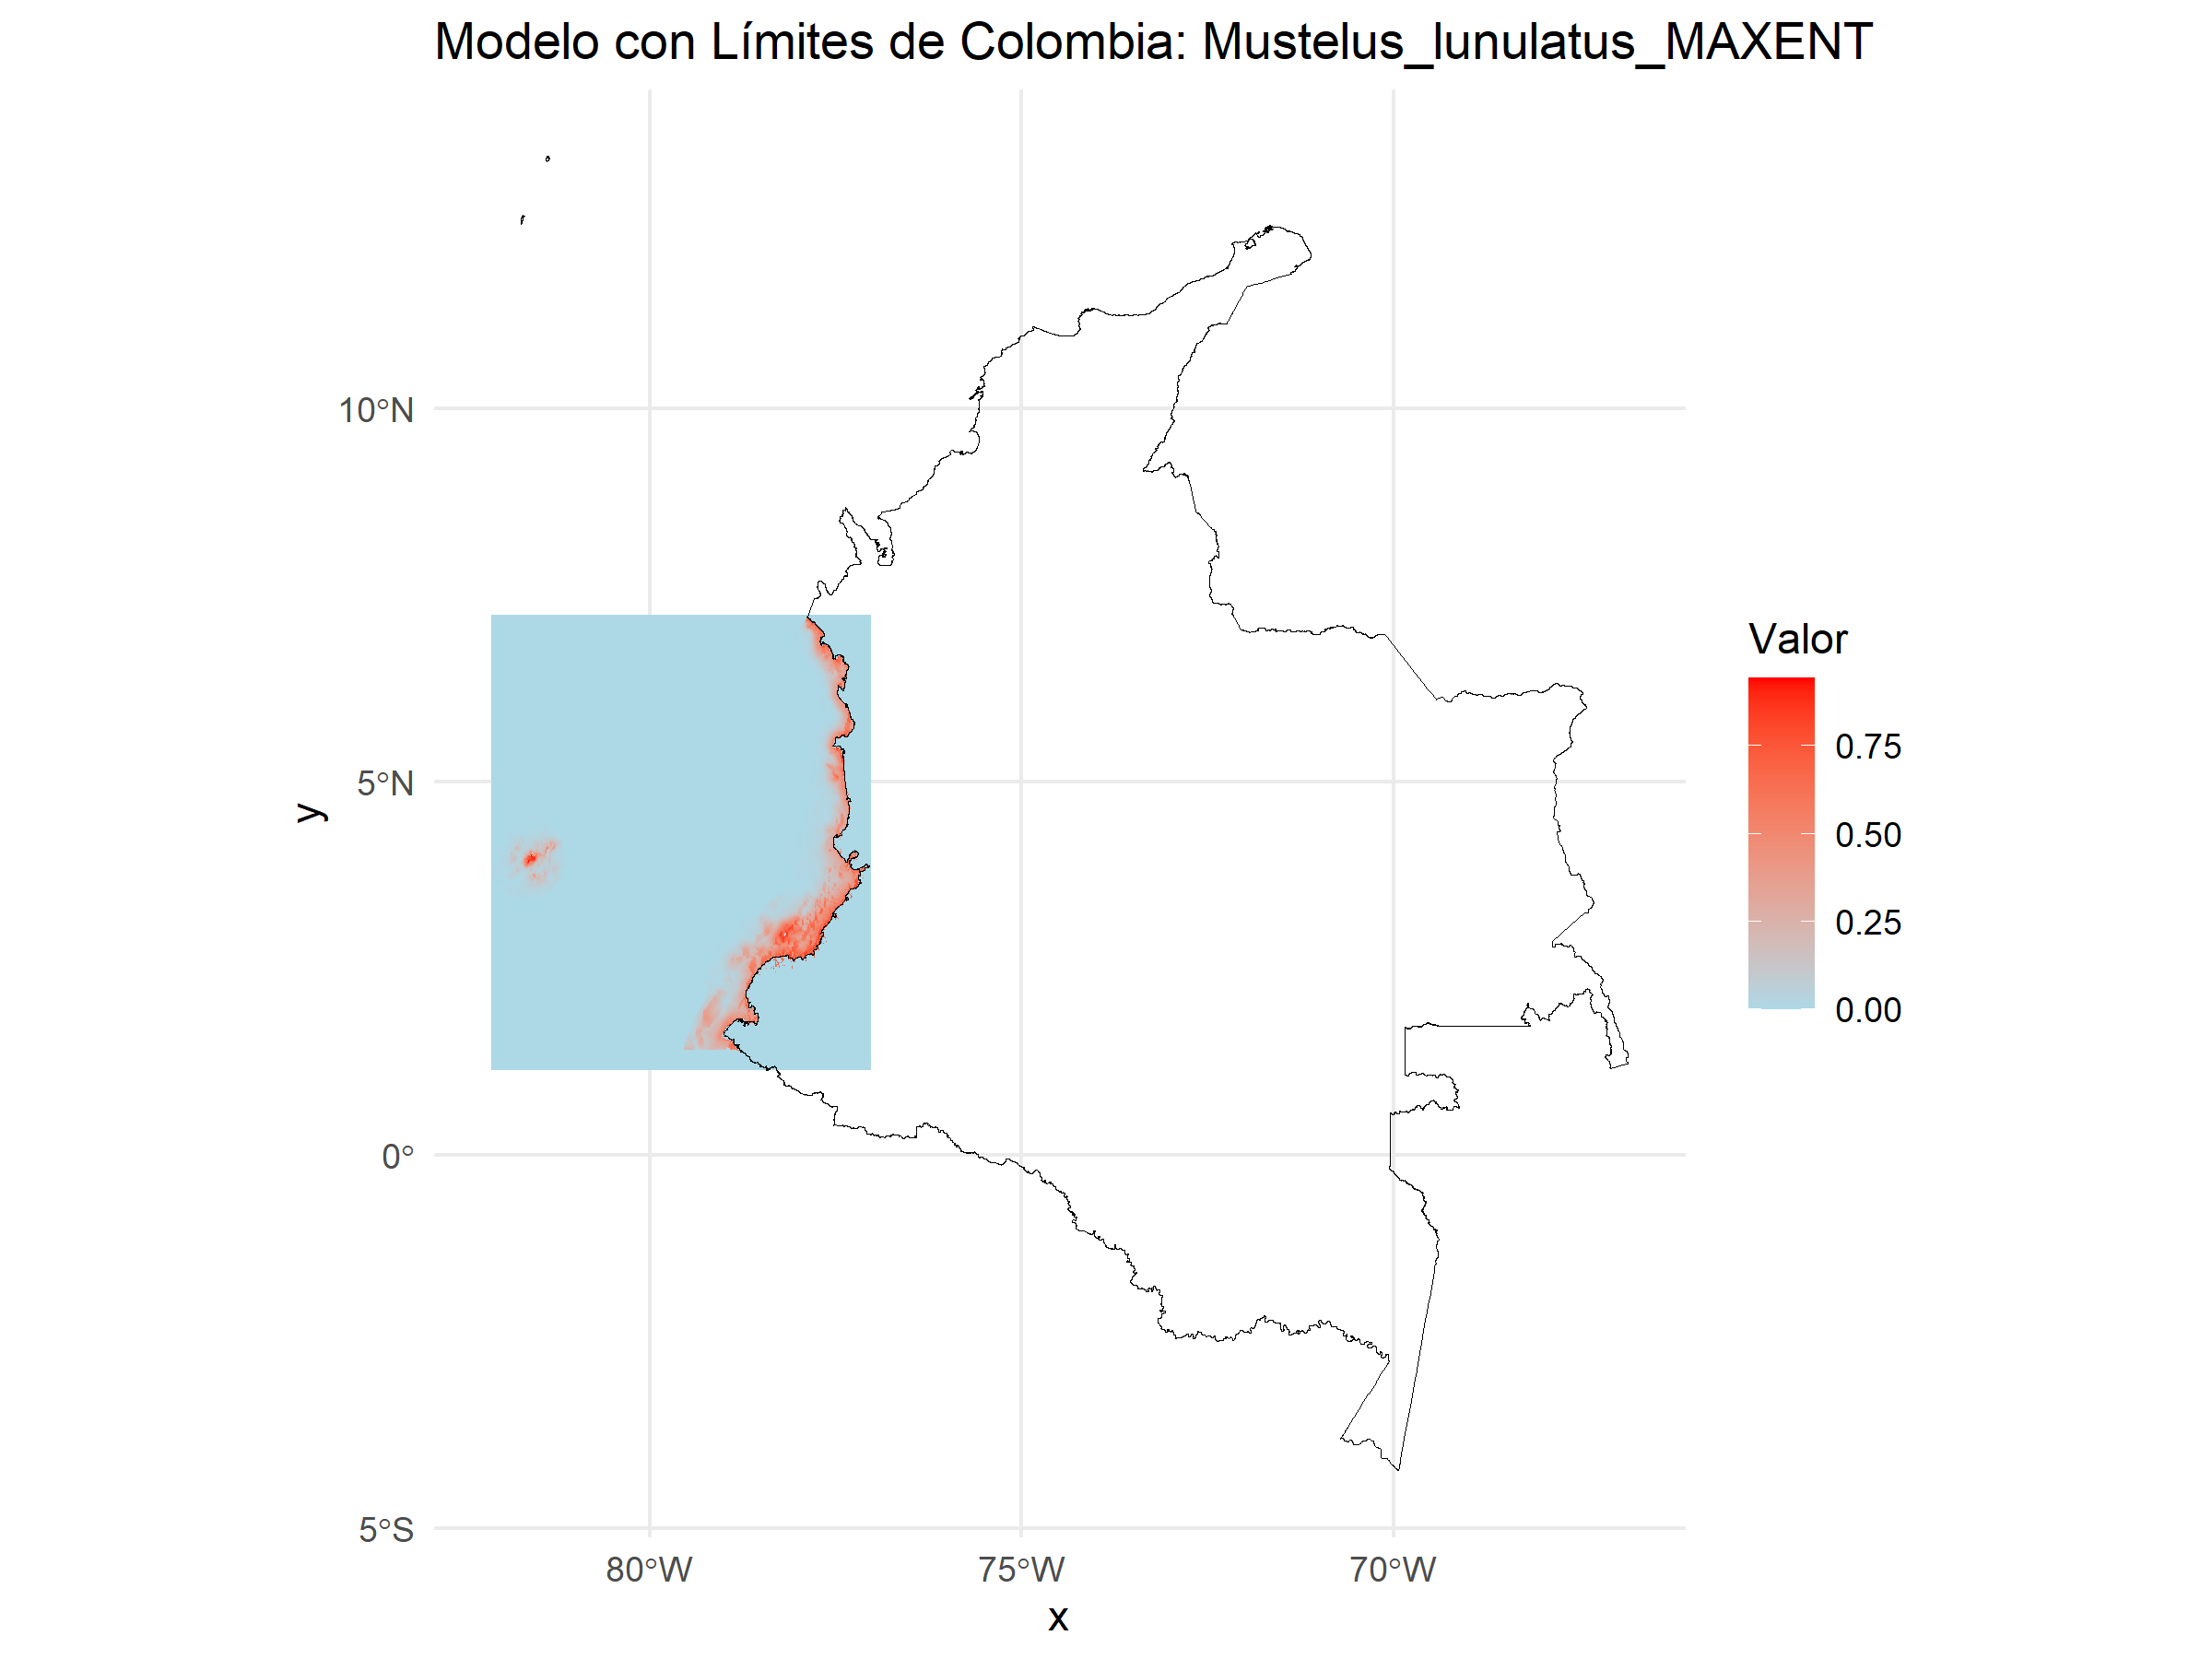 Modelo con Límites de Colombia: Mustelus_lunulatus_MAXENT
10°N
5°N
0°
5°S
y
80°W
75°W
70°W
x
Valor
0.75
0.50
0.25
0.00